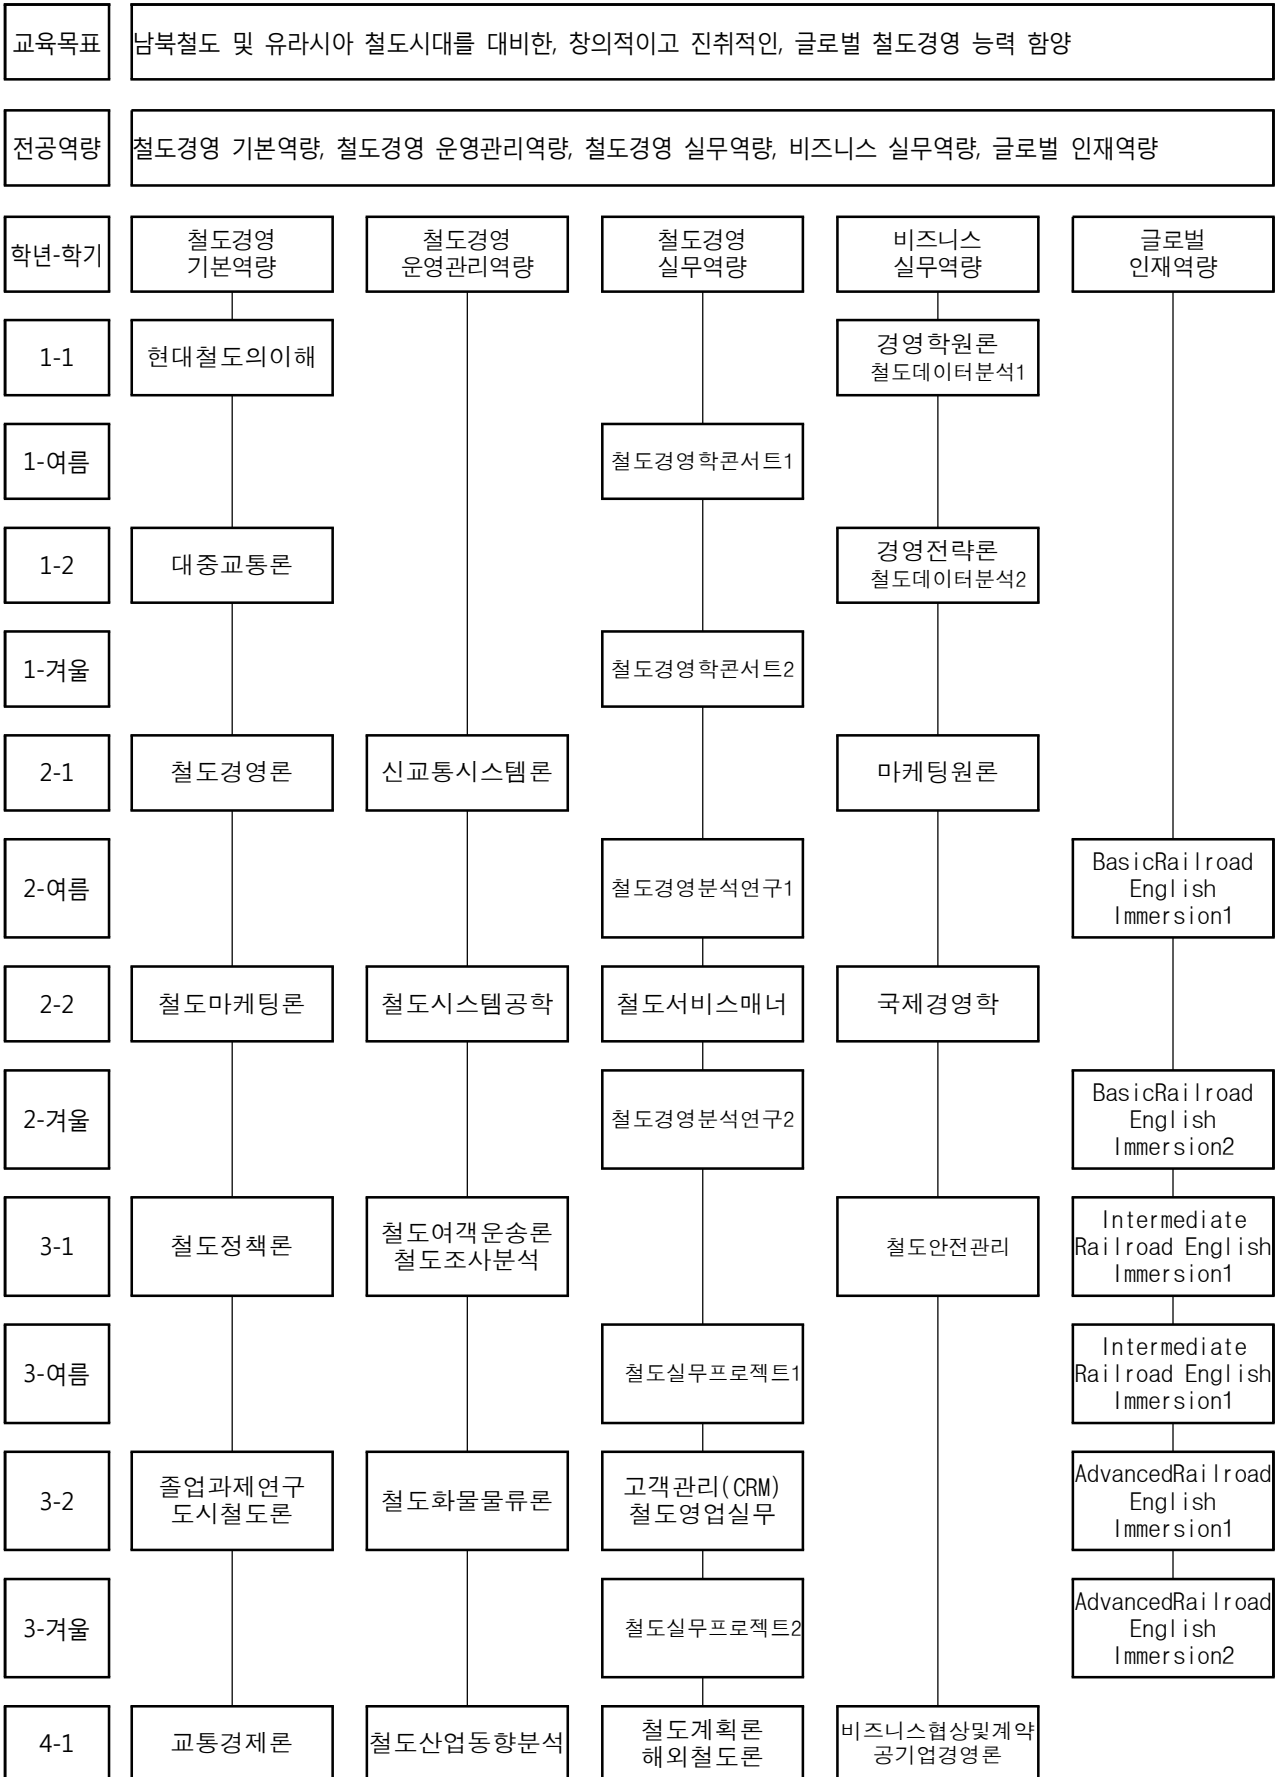 교육목표
남북철도 및 유라시아 철도시대를 대비한, 창의적이고 진취적인, 글로벌 철도경영 능력 함양
전공역량
철도경영 기본역량, 철도경영 운영관리역량, 철도경영 실무역량, 비즈니스 실무역량, 글로벌 인재역량
학년-학기
철도경영
기본역량
철도경영
운영관리역량
철도경영
실무역량
비즈니스
실무역량
글로벌
인재역량
1-1
현대철도의이해
경영학원론
철도데이터분석1
1-여름
철도경영학콘서트1
1-2
대중교통론
경영전략론
철도데이터분석2
1-겨울
철도경영학콘서트2
2-1
철도경영론
신교통시스템론
마케팅원론
2-여름
철도경영분석연구1
BasicRailroad
English
Immersion1
2-2
철도마케팅론
철도시스템공학
철도서비스매너
국제경영학
2-겨울
철도경영분석연구2
BasicRailroad
English
Immersion2
3-1
철도정책론
철도여객운송론
철도조사분석
철도안전관리
Intermediate
Railroad English
Immersion1
3-여름
철도실무프로젝트1
Intermediate
Railroad English
Immersion1
3-2
졸업과제연구
도시철도론
철도화물물류론
고객관리(CRM)
철도영업실무
AdvancedRailroad
English
Immersion1
3-겨울
철도실무프로젝트2
AdvancedRailroad
English
Immersion2
4-1
교통경제론
철도산업동향분석
철도계획론
해외철도론
비즈니스협상및계약
공기업경영론